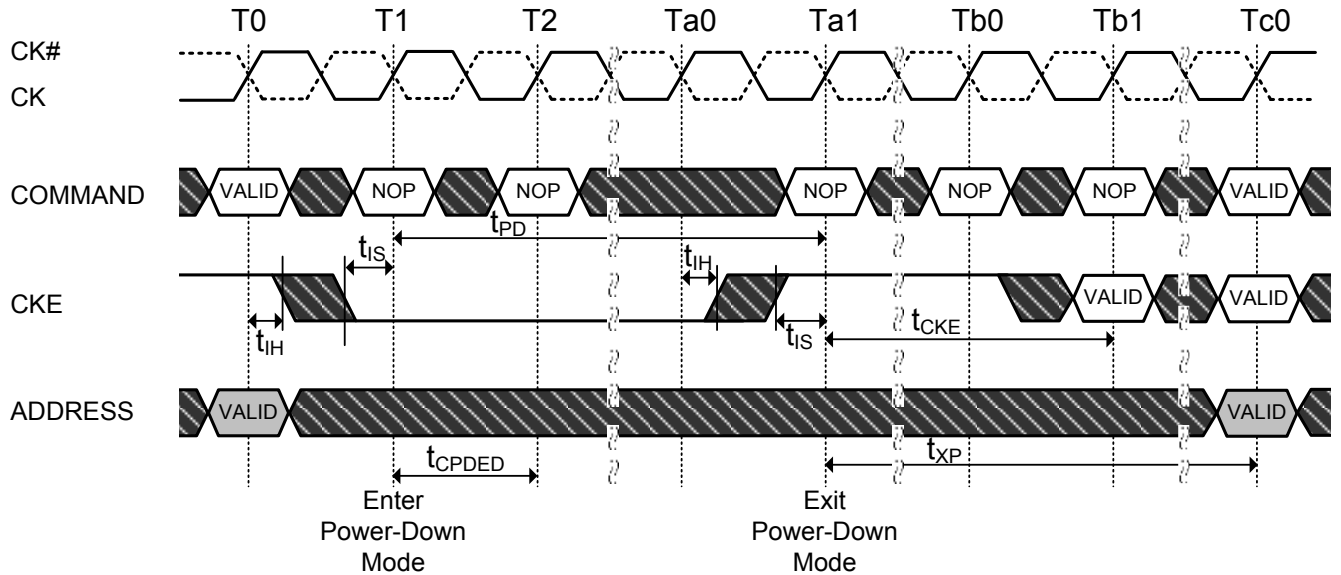 T0 T1 T2 Ta0 Ta1 Tb0 Tb1 Tc0
CK#
CK
COMMAND VALID NOP NOP NOP NOP NOP VALID
tPD
tIS tIH
CKE VALID VALID
tIH tIS tCKE
ADDRESS VALID VALID
tCPDED tXP
Enter
Power-Down
Mode
Exit
Power-Down
Mode